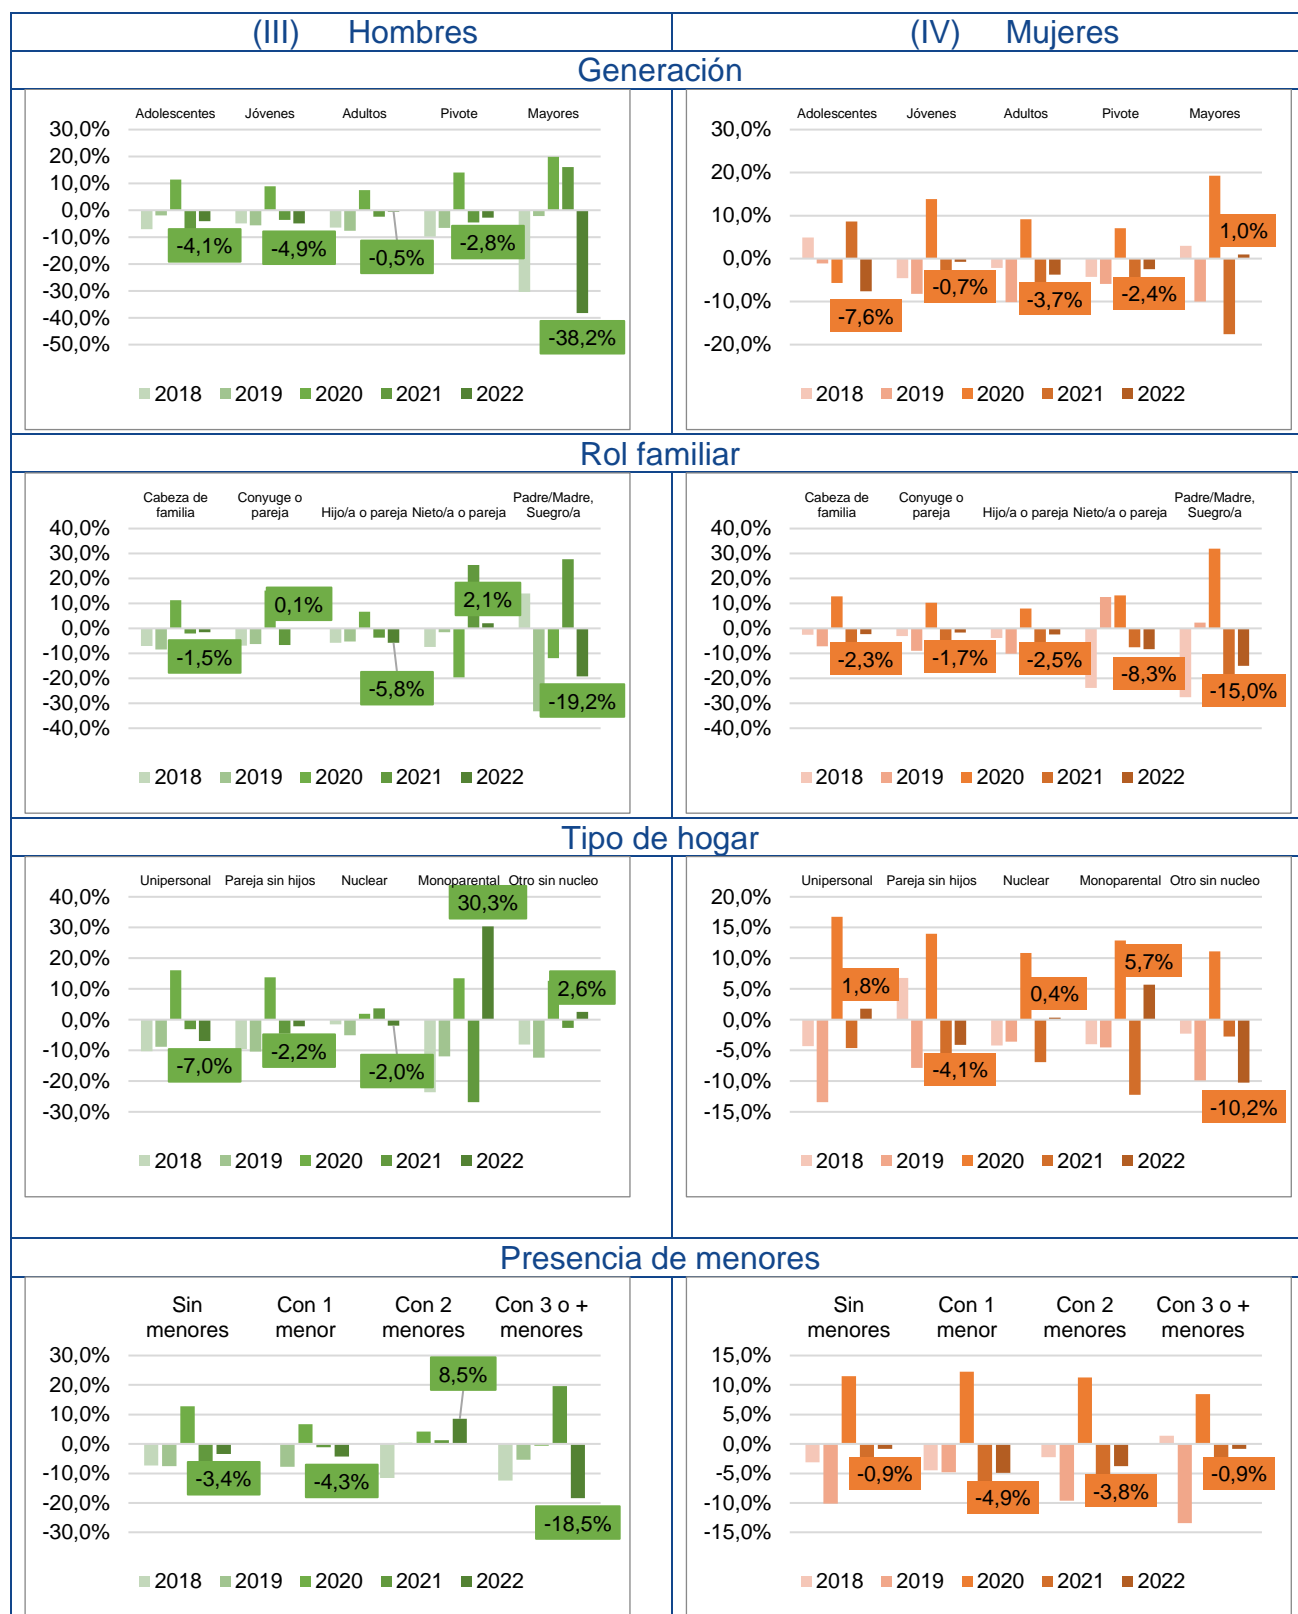 (III) Hombres
(IV) Mujeres
Generación
Adolescentes Jóvenes Adultos Pivote Mayores
30,0%
20,0%
10,0%
0,0%
-10,0%
-20,0%
-30,0%
-40,0%
-50,0%
-4,1%
-4,9%
-0,5%
-2,8%
-38,2%
2018 2019 2020 2021 2022
Adolescentes Jóvenes Adultos Pivote Mayores
30,0%
20,0%
10,0%
0,0%
-10,0%
-20,0%
-7,6%
-0,7%
-3,7%
-2,4%
1,0%
2018 2019 2020 2021 2022
Rol familiar
Cabeza de familia
Conyuge o pareja
Hijo/a o pareja
Nieto/a o pareja
Padre/Madre, Suegro/a
40,0%
30,0%
20,0%
10,0%
0,0%
-10,0%
-20,0%
-30,0%
-40,0%
-1,5%
0,1%
-5,8%
2,1%
-19,2%
2018 2019 2020 2021 2022
Cabeza de familia
Conyuge o pareja
Hijo/a o pareja
Nieto/a o pareja
Padre/Madre, Suegro/a
40,0%
30,0%
20,0%
10,0%
0,0%
-10,0%
-20,0%
-30,0%
-40,0%
-2,3%
-1,7%
-2,5%
-8,3%
-15,0%
2018 2019 2020 2021 2022
Tipo de hogar
Unipersonal Pareja sin hijos Nuclear Monoparental Otro sin nucleo
40,0%
30,0%
20,0%
10,0%
0,0%
-10,0%
-20,0%
-30,0%
-7,0%
-2,2%
-2,0%
30,3%
2,6%
2018 2019 2020 2021 2022
Unipersonal Pareja sin hijos Nuclear Monoparental Otro sin nucleo
20,0%
15,0%
10,0%
5,0%
0,0%
-5,0%
-10,0%
-15,0%
1,8%
-4,1%
0,4%
5,7%
-10,2%
2018 2019 2020 2021 2022
Presencia de menores
Sin menores
Con 1 menor
Con 2 menores
Con 3 o + menores
30,0%
20,0%
10,0%
0,0%
-10,0%
-20,0%
-30,0%
-3,4%
-4,3%
8,5%
-18,5%
2018 2019 2020 2021 2022
Sin menores
Con 1 menor
Con 2 menores
Con 3 o + menores
15,0%
10,0%
5,0%
0,0%
-5,0%
-10,0%
-15,0%
-0,9%
-4,9%
-3,8%
-0,9%
2018 2019 2020 2021 2022